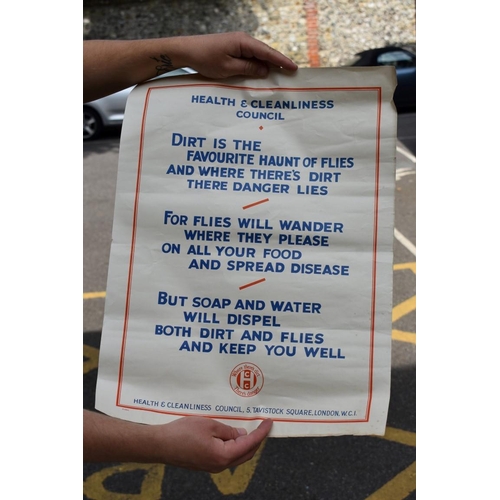 HEALTH & CLEANLINESS
COUNCIL
DIRT IS THE
FAVOURITE HAUNT OF FLIES
AND WHERE THERE'S DIRT
THERE DANGER LIES
FOR FLIES WILL WANDER
WHERE THEY PLEASE
ON ALL YOUR FOOD
AND SPREAD DISEASE
BUT SOAP AND WATER
WILL DISPEL
BOTH DIRT AND FLIES
AND KEEP YOU WELL
HEALTH & CLEANLINESS COUNCIL, 5, TAVISTOCK SQUARE, LONDON, W.C.1.